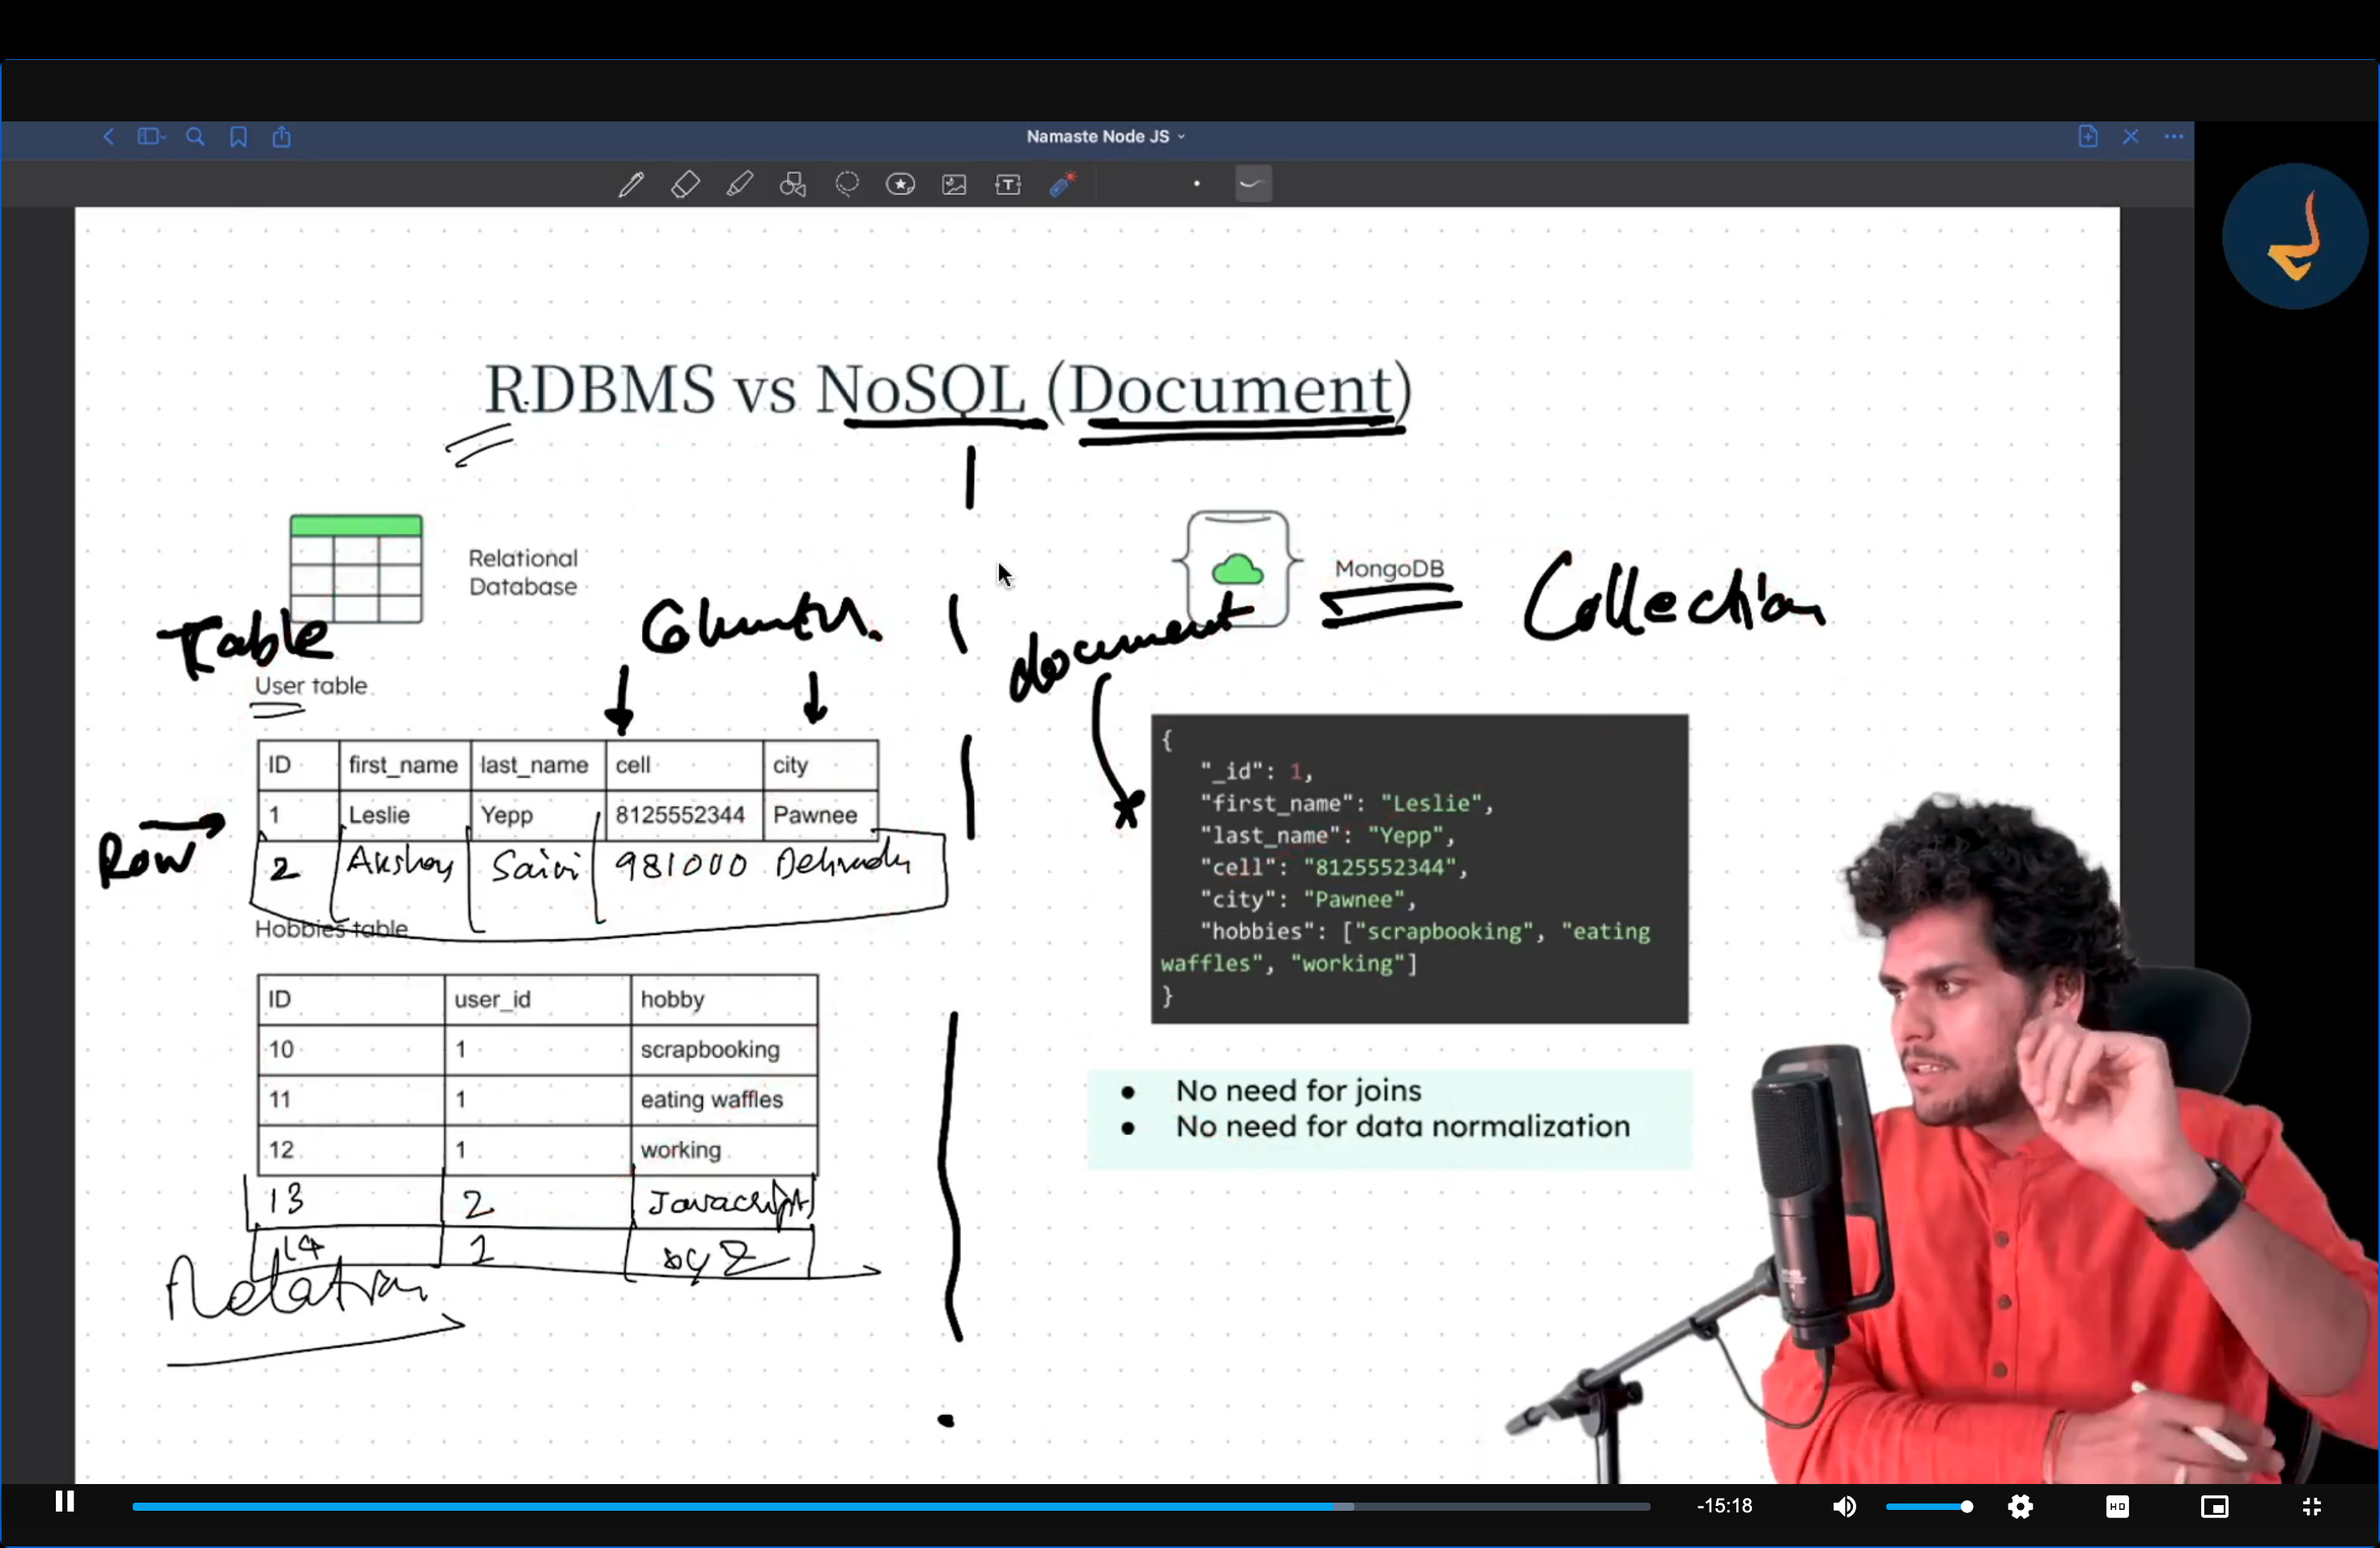 Namaste Node JS
RDBMS vs NoSQL (Document)
Relational
Database
MongoDB
Collection
Table
Column
document
User table
ID first_name last_name cell city
1 Leslie Yepp 8125552344 Pawnee
Row
2 Akshay Saini 981000 Dehradu
Hobbies table
ID user_id hobby
10 1 scrapbooking
11 1 eating waffles
12 1 working
13 2 Javascript
14 1
Relation
{
"_id": 1,
"first_name": "Leslie",
"last_name": "Yepp",
"cell": "8125552344",
"city": "Pawnee",
"hobbies": ["scrapbooking", "eating
waffles", "working"]
}
No need for joins
No need for data normalization
-15:18
HD